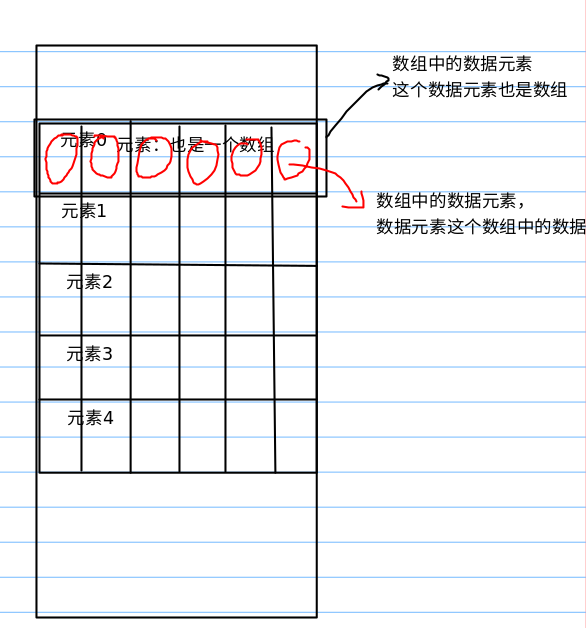 数组中的数据元素
这个数据元素也是数组
元素0
元素：也是一个数组
数组中的数据元素，
数据元素这个数组中的数据
元素1
元素2
元素3
元素4